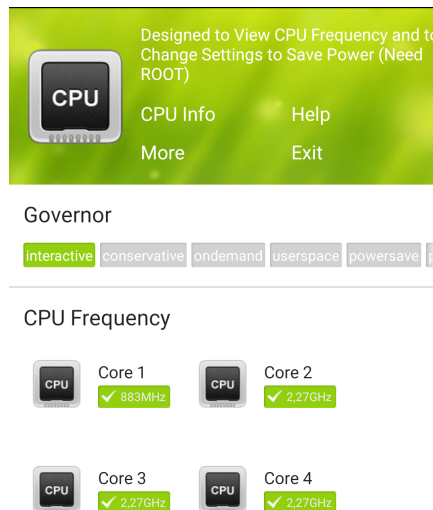 Designed to View CPU Frequency and to
Change Settings to Save Power (Need
ROOT)
CPU
CPU Info Help
More Exit
Governor
interactive conservative ondemand userspace powersave
CPU Frequency
CPU Core 1 883MHz CPU Core 2 2,27GHz
CPU Core 3 2,27GHz CPU Core 4 2,27GHz